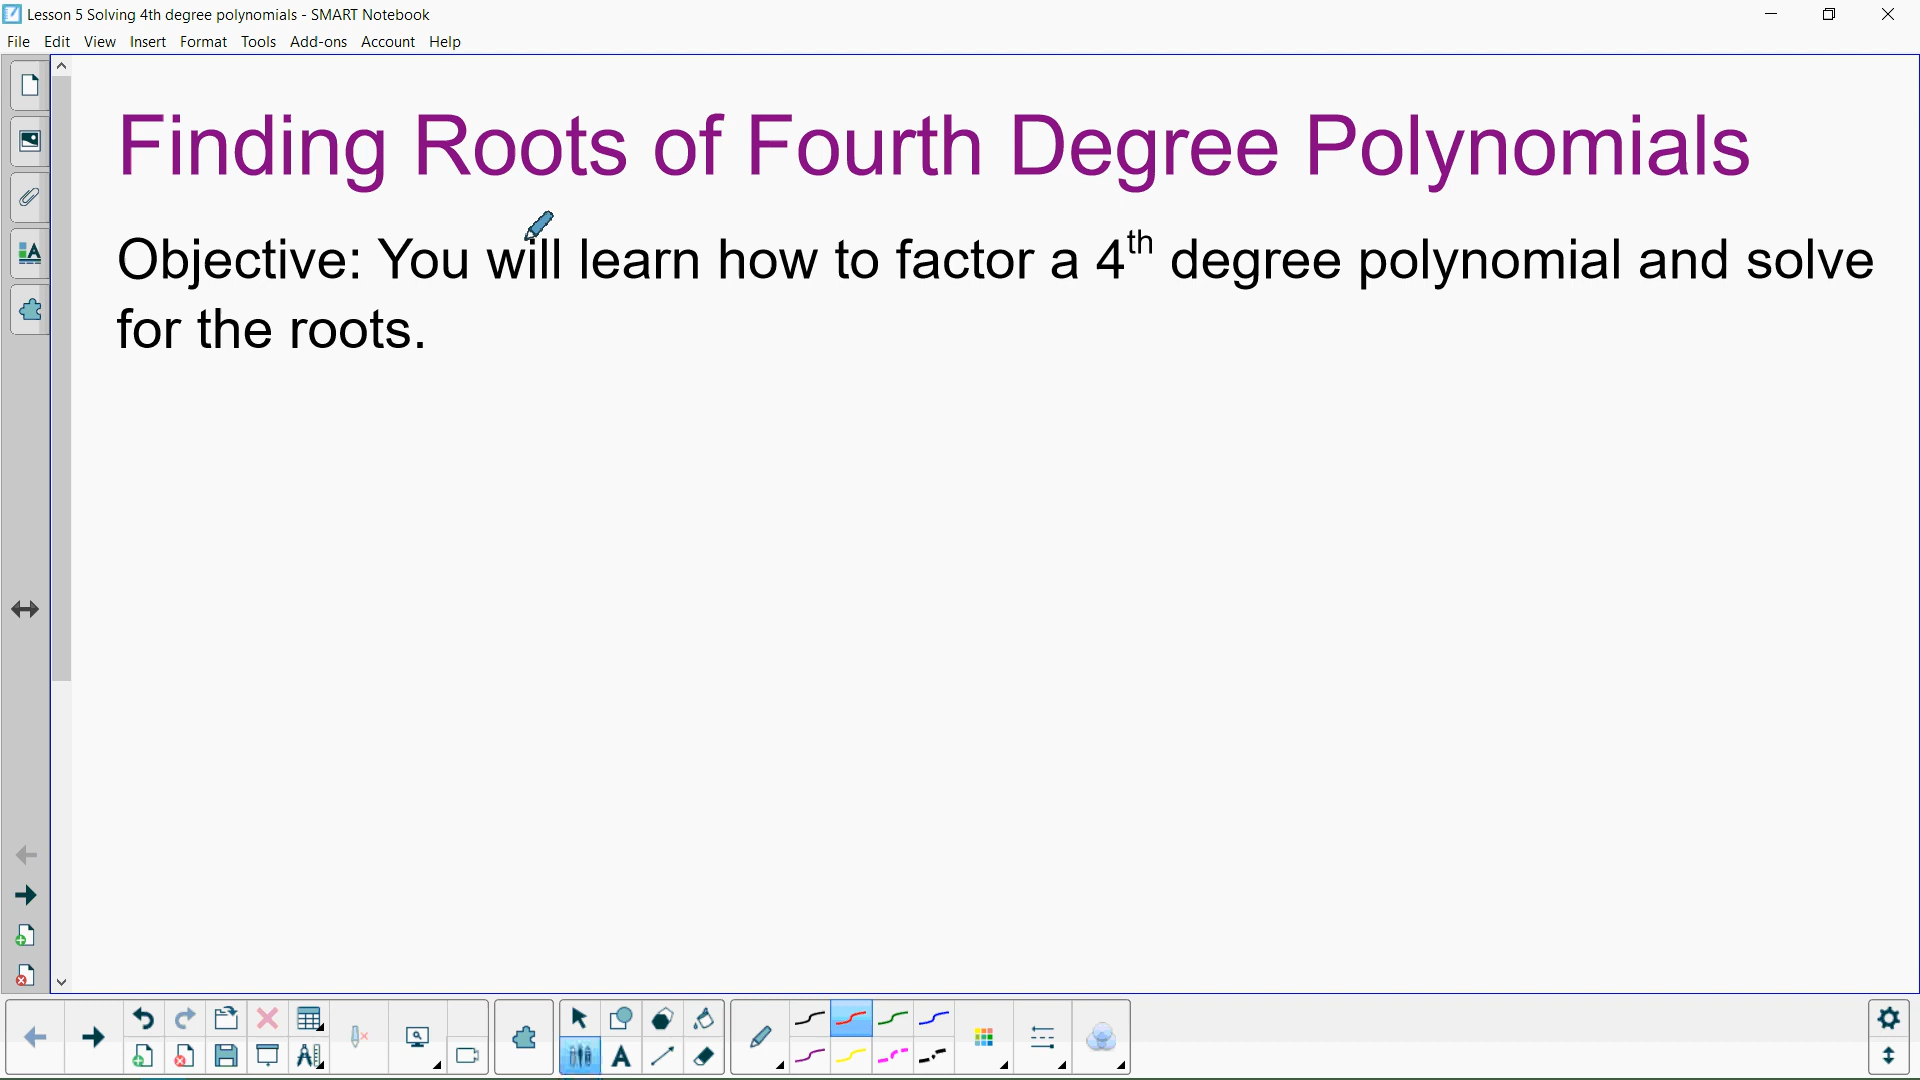 Lesson 5 Solving 4th degree polynomials - SMART Notebook
File Edit View Insert Format Tools Add-ons Account Help
Finding Roots of Fourth Degree Polynomials
Objective: You will learn how to factor a 4th degree polynomial and solve
for the roots.